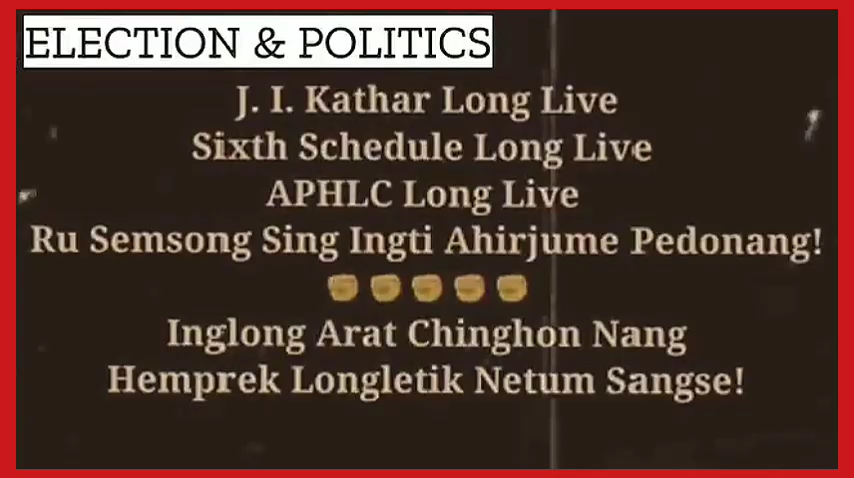 ELECTION & POLITICS
J. I. Kathar Long Live
Sixth Schedule Long Live
APHLC Long Live
Ru Semsong Sing Ingti Ahirjume Pedonang!
✊✊✊✊✊
Inglong Arat Chinghon Nang
Hemprek Longletik Netum Sangse!